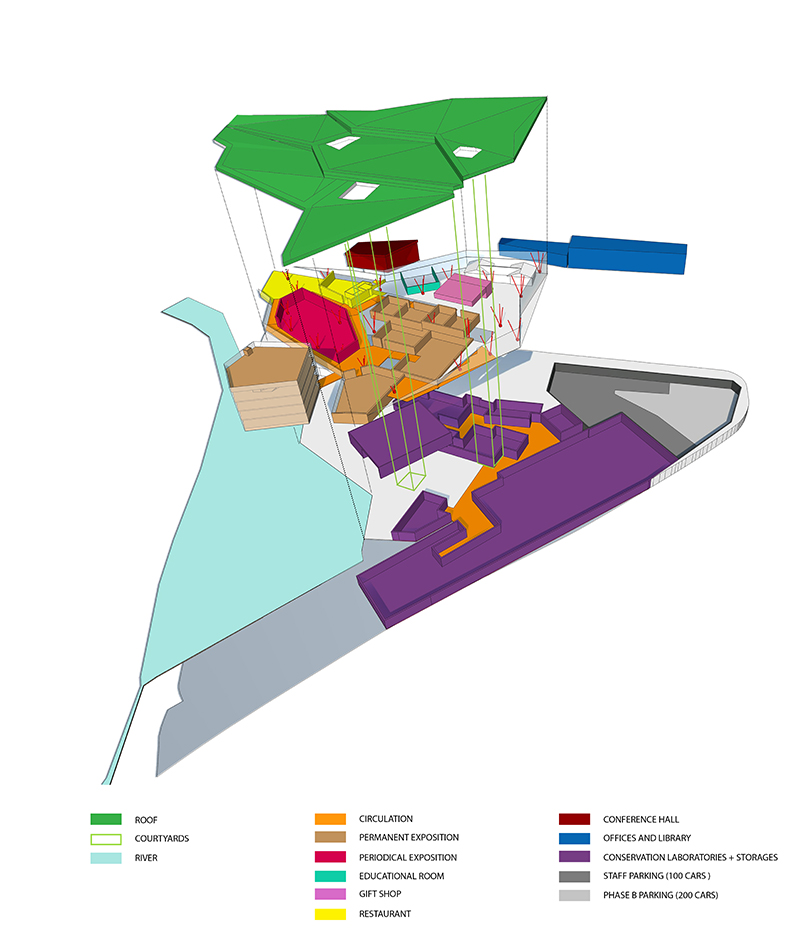 ROOF
COURTYARDS
RIVER
CIRCULATION
PERMANENT EXPOSITION
PERIODICAL EXPOSITION
EDUCATIONAL ROOM
GIFT SHOP
RESTAURANT
CONFERENCE HALL
OFFICES AND LIBRARY
CONSERVATION LABORATORIES + STORAGES
STAFF PARKING (100 CARS )
PHASE B PARKING (200 CARS)